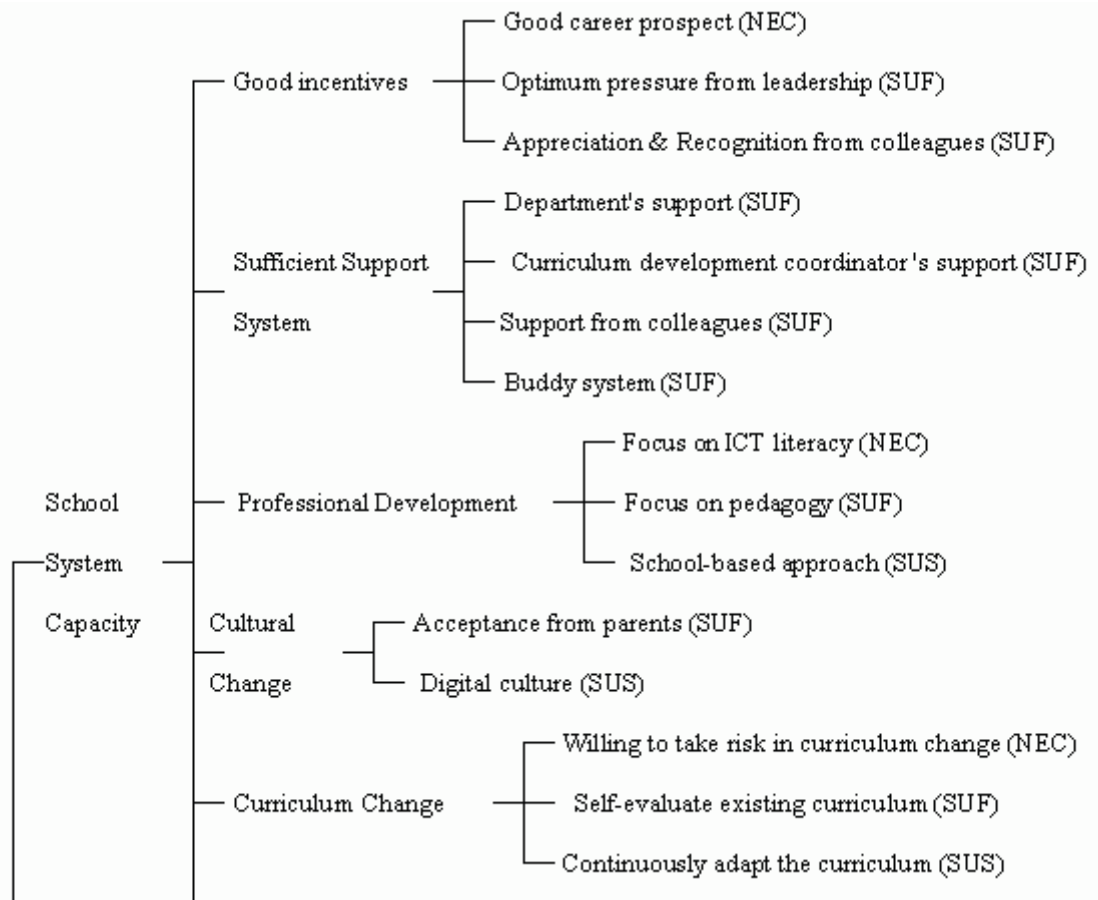 Good career prospect (NEC)
Good incentives
Optimum pressure from leadership (SUF)
Appreciation & Recognition from colleagues (SUF)
Department's support (SUF)
Sufficient Support
Curriculum development coordinator's support (SUF)
System
Support from colleagues (SUF)
Buddy system (SUF)
Focus on ICT literacy (NEC)
School
Professional Development
Focus on pedagogy (SUF)
System
School-based approach (SUS)
Capacity
Cultural
Acceptance from parents (SUF)
Change
Digital culture (SUS)
Willing to take risk in curriculum change (NEC)
Curriculum Change
Self-evaluate existing curriculum (SUF)
Continuously adapt the curriculum (SUS)